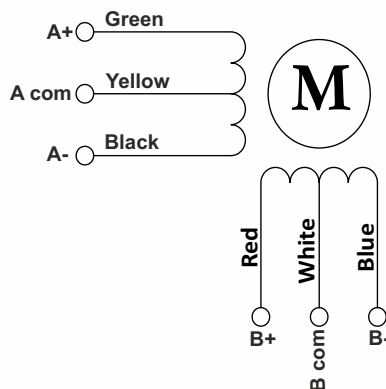 A+ Green
A com Yellow
A- Black
M
Red
White
Blue
B+
B com
B-